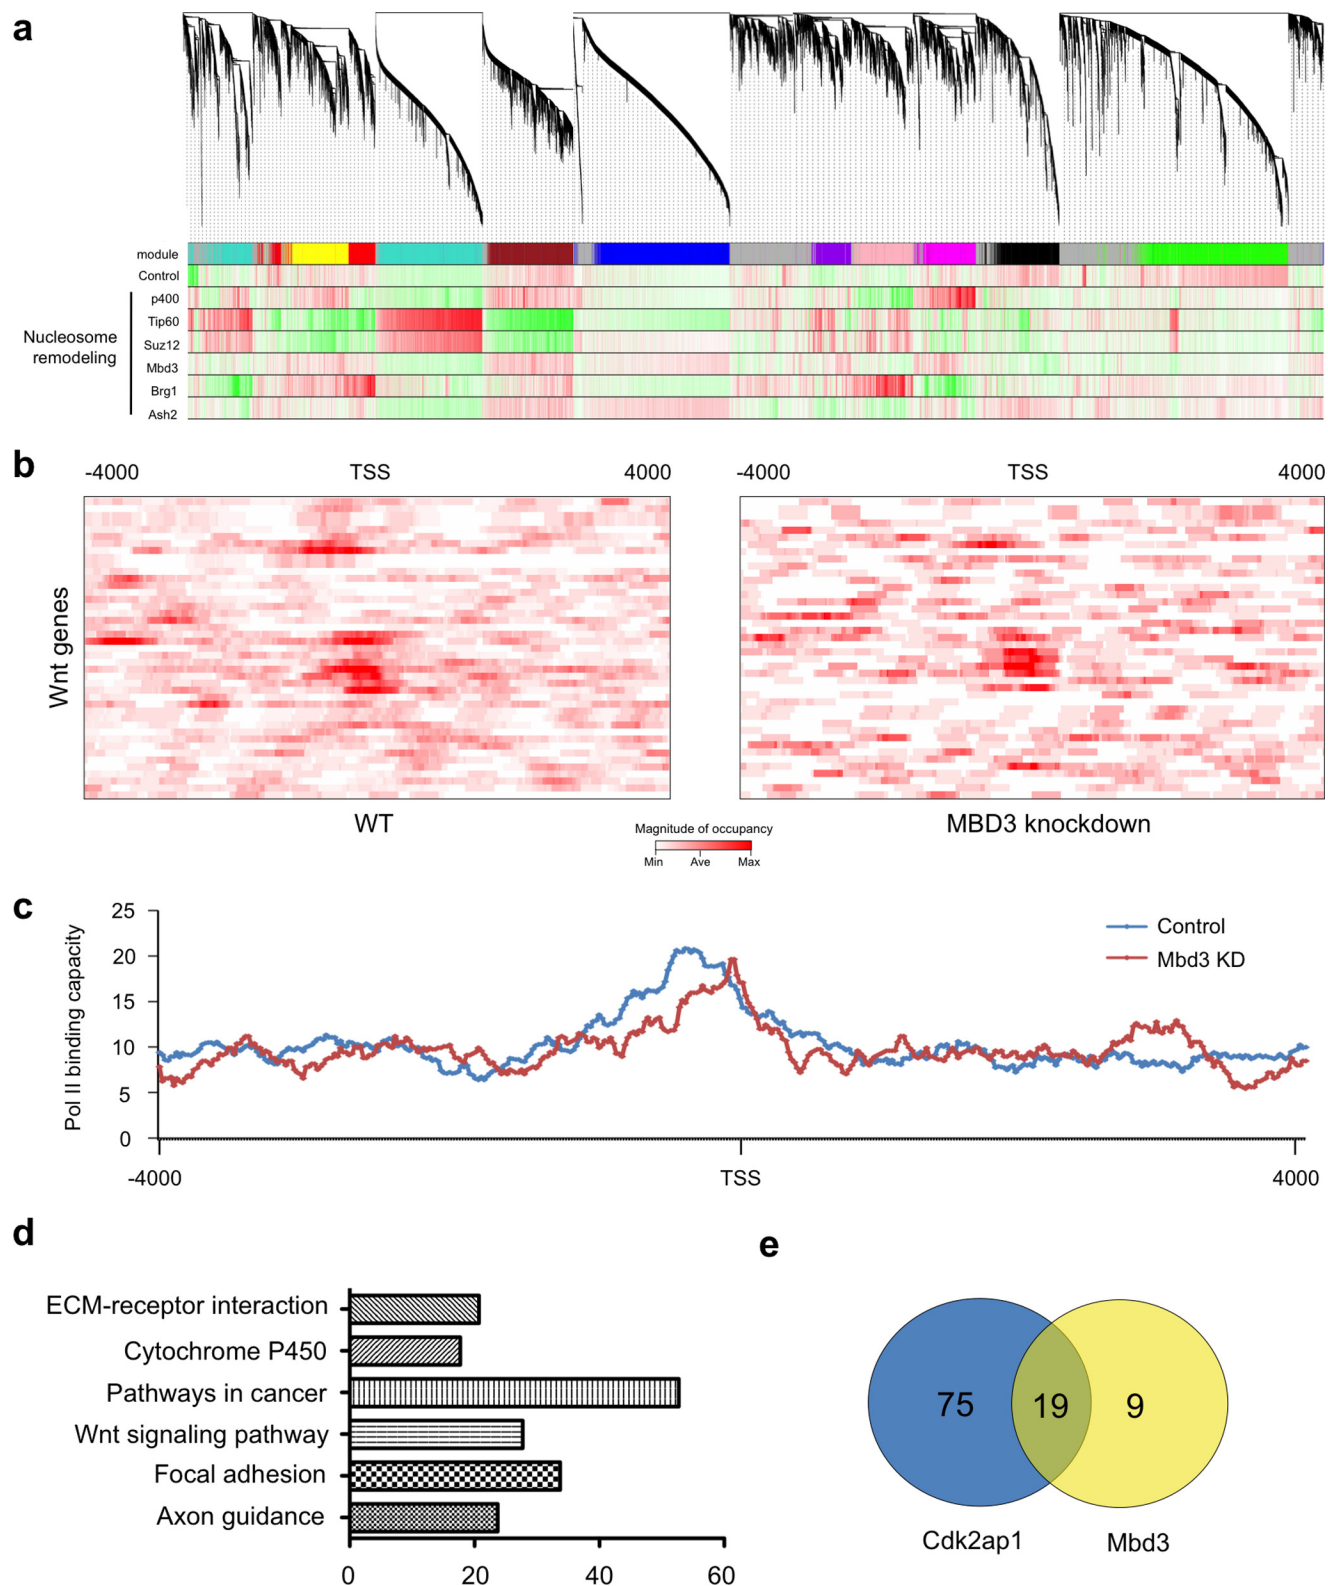 a
module
Control
p400
Tip60
Suz12
Mbd3
Brg1
Ash2
Nucleosome
remodeling
b
-4000 TSS 4000
-4000 TSS 4000
Wnt genes
WT
MBD3 knockdown
Magnitude of occupancy
Min Ave Max
c
Pol II binding capacity
25
20
15
10
5
0
-4000 TSS 4000
Control
Mbd3 KD
d
ECM-receptor interaction
Cytochrome P450
Pathways in cancer
Wnt signaling pathway
Focal adhesion
Axon guidance
0 20 40 60
e
75 19 9
Cdk2ap1 Mbd3